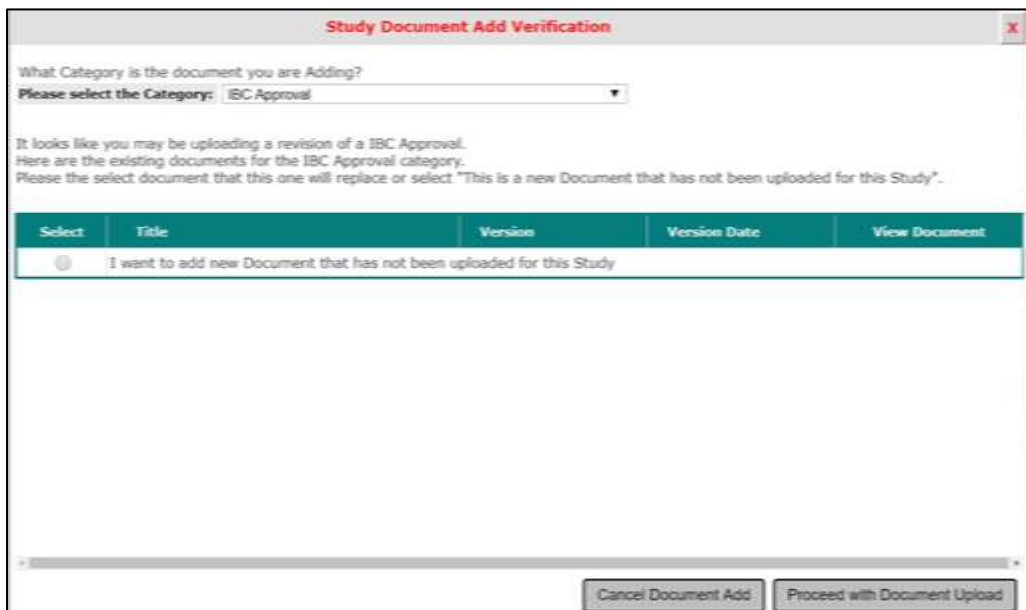 Study Document Add Verification
X
What Category is the document you are Adding?
Please select the Category: IBC Approval
It looks like you may be uploading a revision of a IBC Approval.
Here are the existing documents for the IBC Approval category.
Please the select document that this one will replace or select "This is a new Document that has not been uploaded for this Study".
Select Title Version Version Date View Document
I want to add new Document that has not been uploaded for this Study
Cancel Document Add Proceed with Document Upload